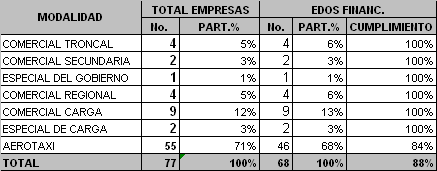 MODALIDAD TOTAL EMPRESAS EDOS FINANC.
No. PART.% No. PART.% CUMPLIMIENTO
COMERCIAL TRONCAL 4 5% 4 6% 100%
COMERCIAL SECUNDARIA 2 3% 2 3% 100%
ESPECIAL DEL GOBIERNO 1 1% 1 1% 100%
COMERCIAL REGIONAL 4 5% 4 6% 100%
COMERCIAL CARGA 9 12% 9 13% 100%
ESPECIAL DE CARGA 2 3% 2 3% 100%
AEROTAXI 55 71% 46 68% 84%
TOTAL 77 100% 68 100% 88%